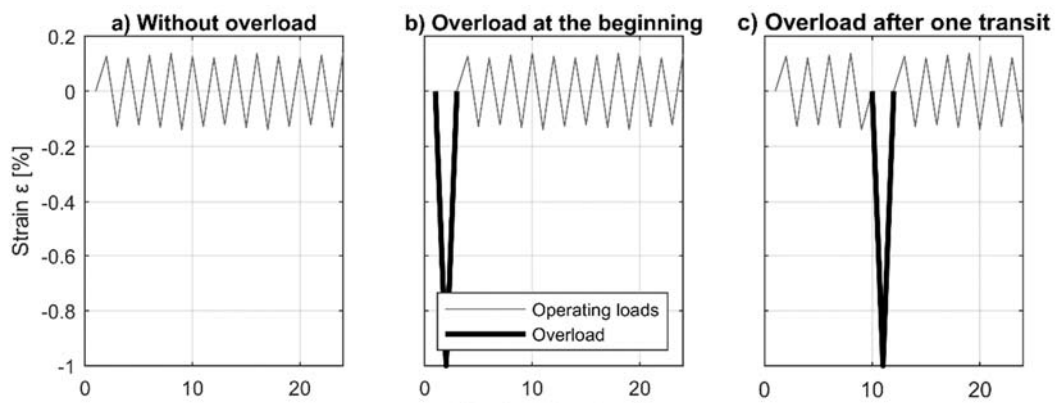 a) Without overload
b) Overload at the beginning
c) Overload after one transit
Strain ε [%]
0.2
0
-0.2
-0.4
-0.6
-0.8
-1
0
10
20
Operating loads
Overload
0
10
20
0
10
20